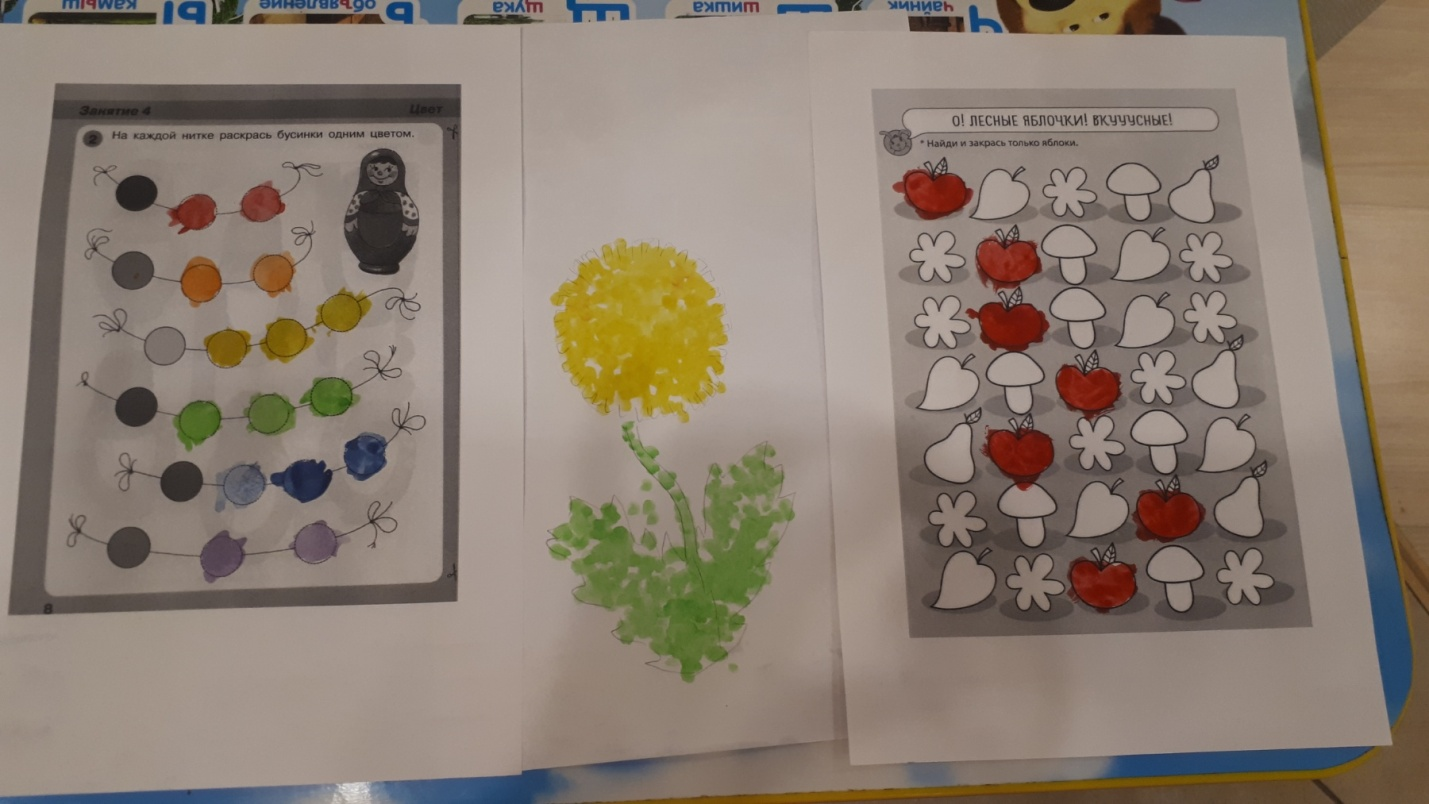 камыш
Ы
объявление
Ъ
щука
Щ
шишка
Ш
чайник
Ч
Занятие 4
Цвет
2
На каждой нитке раскрась бусинки одним цветом.
8
О! ЛЕСНЫЕ ЯБЛОЧКИ! ВКУУУСНЫЕ!
* Найди и закрась только яблоки.